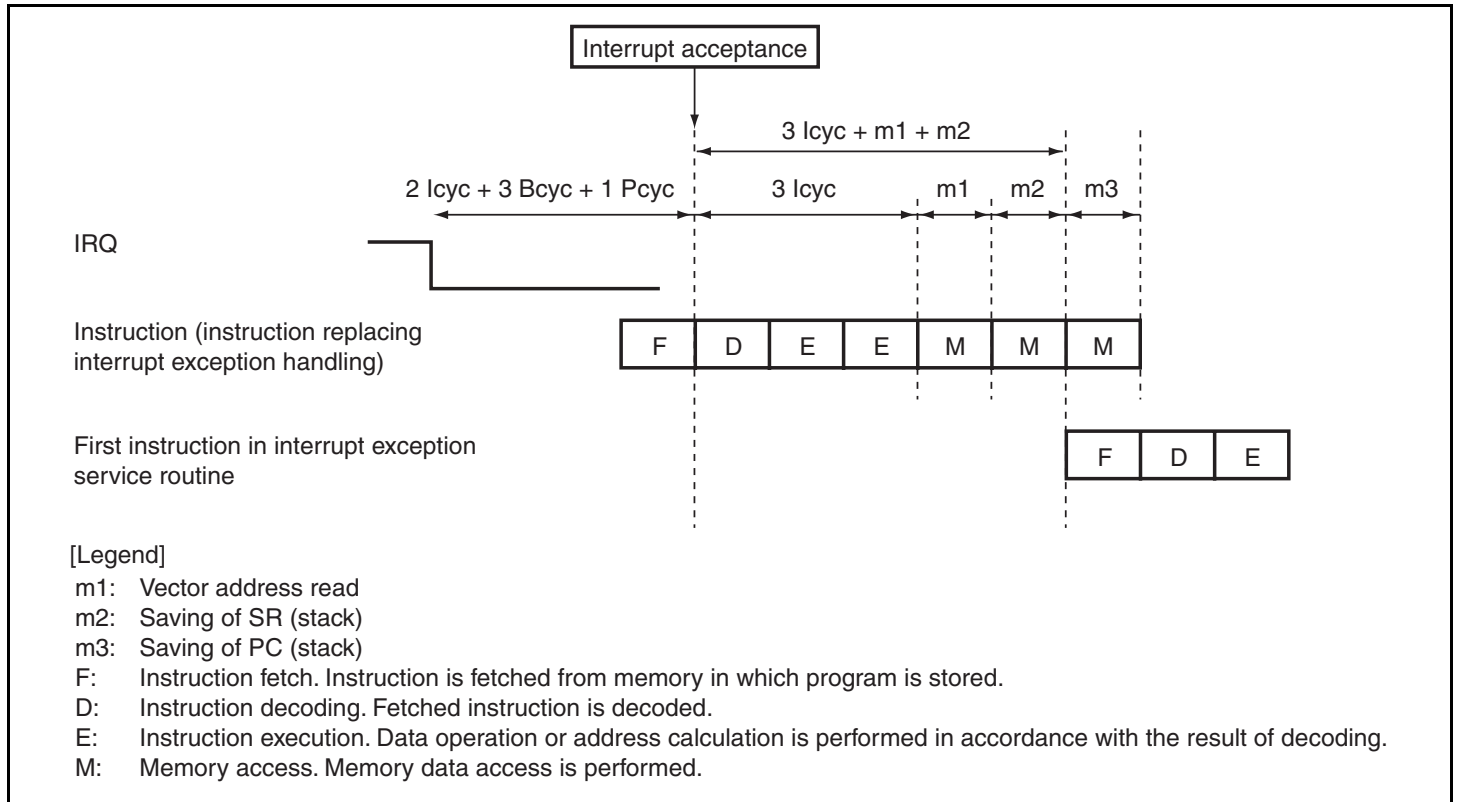 Interrupt acceptance
3 Icyc + m1 + m2
2 Icyc + 3 Bcyc + 1 Pcyc
3 Icyc
m1
m2
m3
IRQ
Instruction (instruction replacing
interrupt exception handling)
F D E E M M M
First instruction in interrupt exception
service routine
F D E
[Legend]
m1: Vector address read
m2: Saving of SR (stack)
m3: Saving of PC (stack)
F: Instruction fetch. Instruction is fetched from memory in which program is stored.
D: Instruction decoding. Fetched instruction is decoded.
E: Instruction execution. Data operation or address calculation is performed in accordance with the result of decoding.
M: Memory access. Memory data access is performed.